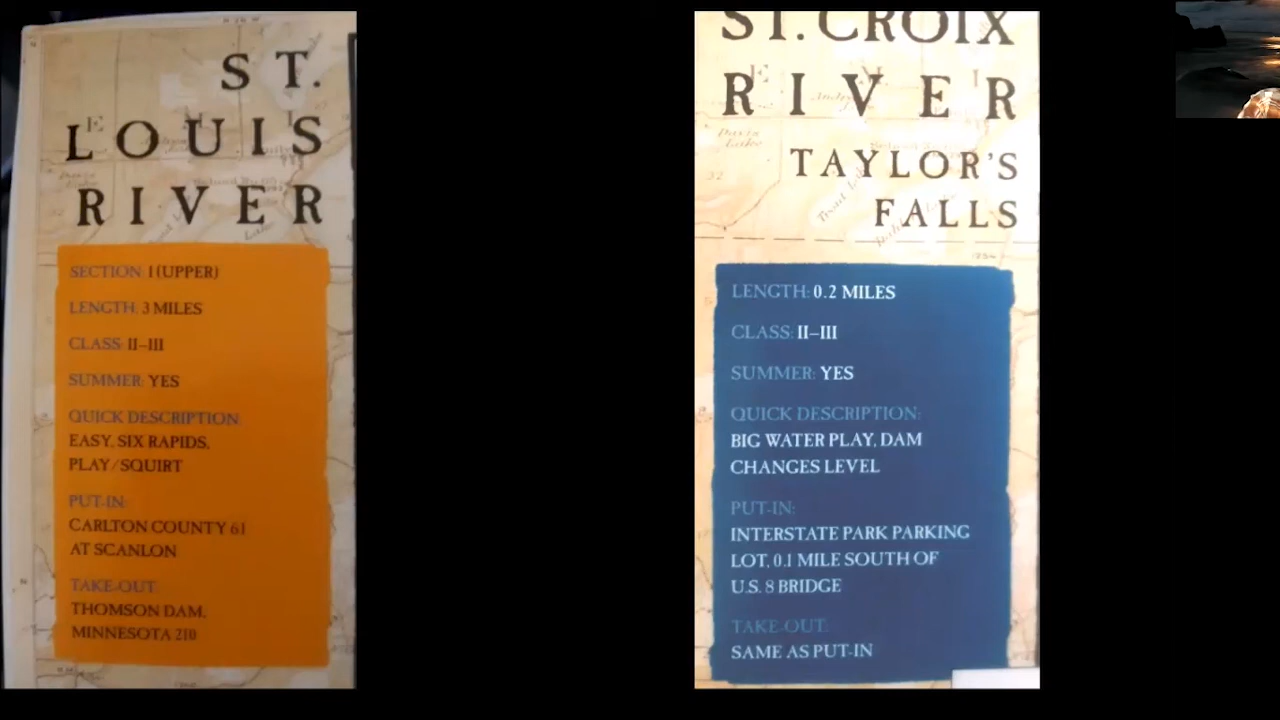 ST.
LOUIS
RIVER
SECTION: I (UPPER)
LENGTH: 3 MILES
CLASS: II–III
SUMMER: YES
QUICK DESCRIPTION:
EASY, SIX RAPIDS,
PLAY/SQUIRT
PUT-IN:
CARLTON COUNTY 61
AT SCANLON
TAKE-OUT:
THOMSON DAM,
MINNESOTA 210
ST. CROIX
RIVER
TAYLOR'S
FALLS
LENGTH: 0.2 MILES
CLASS: II–III
SUMMER: YES
QUICK DESCRIPTION:
BIG WATER PLAY, DAM
CHANGES LEVEL
PUT-IN:
INTERSTATE PARK PARKING
LOT, 0.1 MILE SOUTH OF
U.S. 8 BRIDGE
TAKE-OUT:
SAME AS PUT-IN